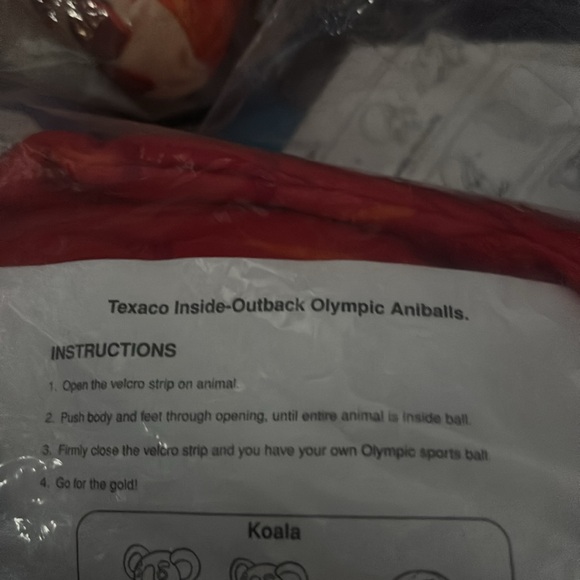 Texaco Inside-Outback Olympic Aniballs.
INSTRUCTIONS
1. Open the velcro strip on animal.
2. Push body and feet through opening, until entire animal is inside ball.
3. Firmly close the velcro strip and you have your own Olympic sports ball.
4. Go for the gold!
Koala